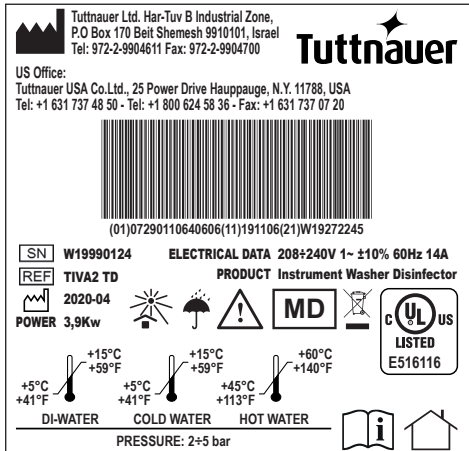 Tuttnauer Ltd. Har-Tuv B Industrial Zone,
P.O Box 170 Beit Shemesh 9910101, Israel
Tel: 972-2-9904611 Fax: 972-2-9904700
Tuttnauer
US Office:
Tuttnauer USA Co.Ltd., 25 Power Drive Hauppauge, N.Y. 11788, USA
Tel: +1 631 737 48 50 - Tel: +1 800 624 58 36 - Fax: +1 631 737 07 20
(01)07290110640606(11)191106(21)W19272245
SN W19990124 ELECTRICAL DATA 208÷240V 1~ ±10% 60Hz 14A
REF TIVA2 TD PRODUCT Instrument Washer Disinfector
2020-04
POWER 3,9Kw
! MD
C UL US
LISTED
E516116
+15°C +15°C +60°C
+59°F +59°F +140°F
+5°C +5°C +45°C
+41°F +41°F +113°F
DI-WATER COLD WATER HOT WATER
PRESSURE: 2÷5 bar
i